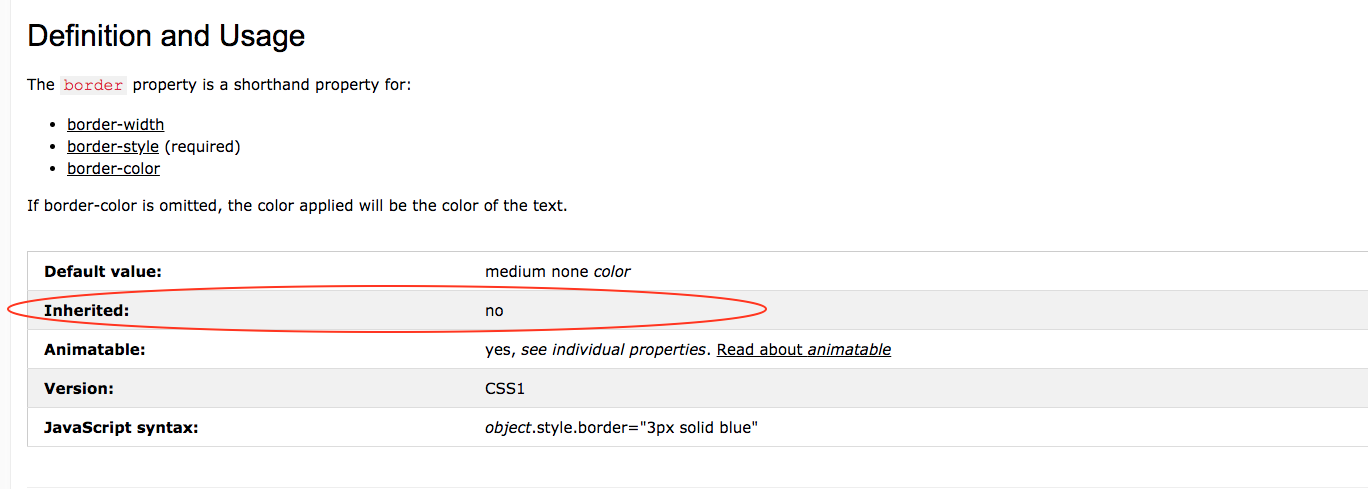 Definition and Usage
The border property is a shorthand property for:
border-width
border-style (required)
border-color
If border-color is omitted, the color applied will be the color of the text.
Default value: medium none color
Inherited: no
Animatable: yes, see individual properties. Read about animatable
Version: CSS1
JavaScript syntax: object.style.border="3px solid blue"